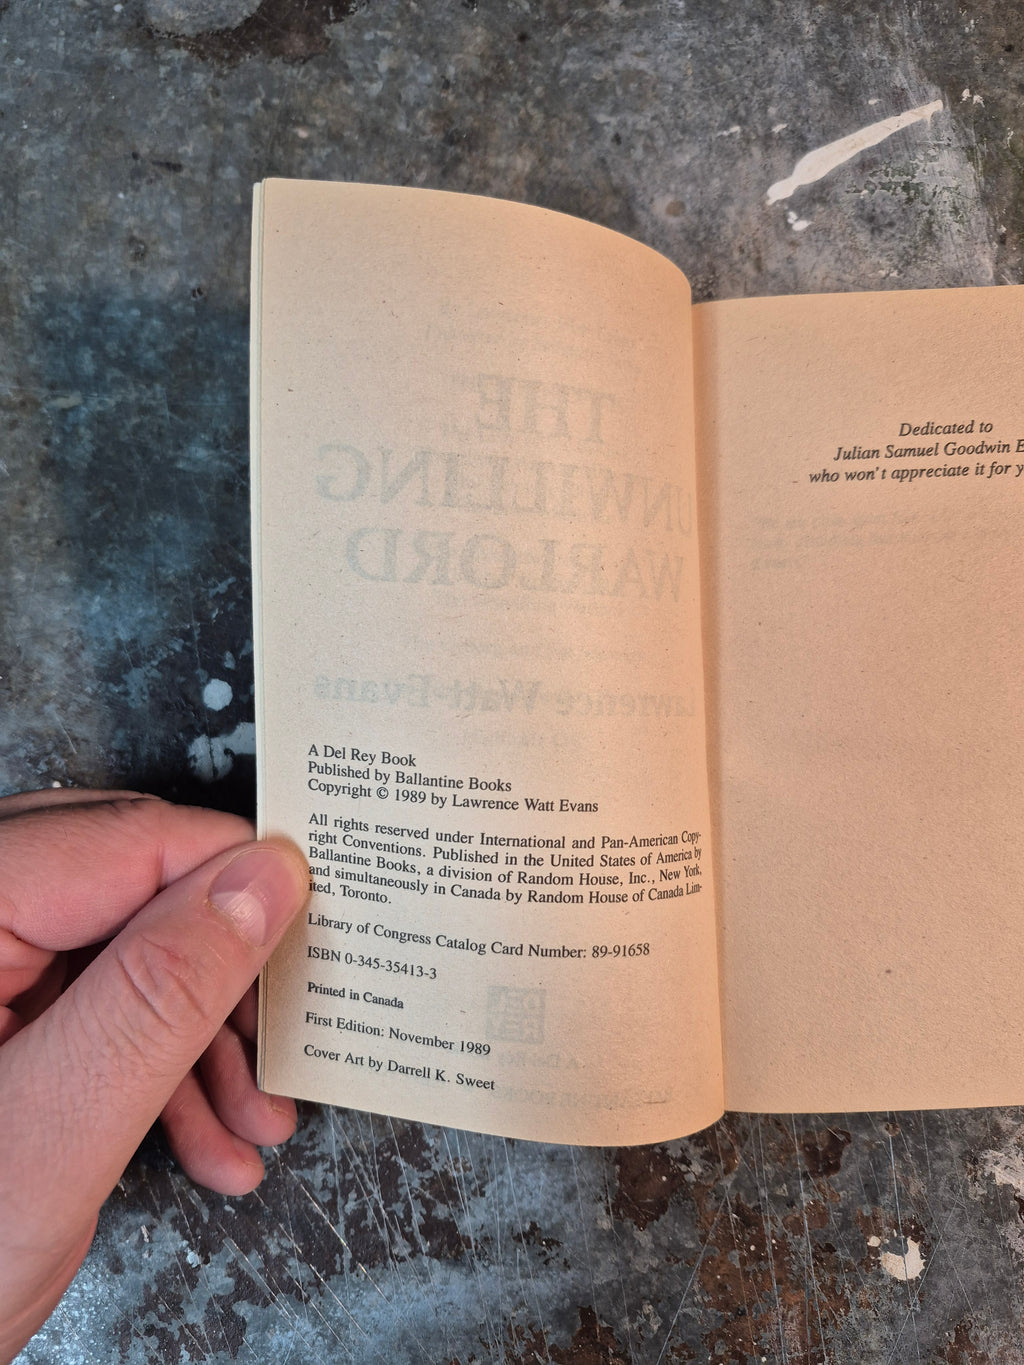 A Del Rey Book
Published by Ballantine Books
Copyright © 1989 by Lawrence Watt Evans
All rights reserved under International and Pan-American Copy-
right Conventions. Published in the United States of America by
Ballantine Books, a division of Random House, Inc., New York,
and simultaneously in Canada by Random House of Canada Lim-
ited, Toronto.
Library of Congress Catalog Card Number: 89-91658
ISBN 0-345-35413-3
Printed in Canada
First Edition: November 1989
Cover Art by Darrell K. Sweet
Dedicated to
Julian Samuel Goodwin
who won't appreciate it for